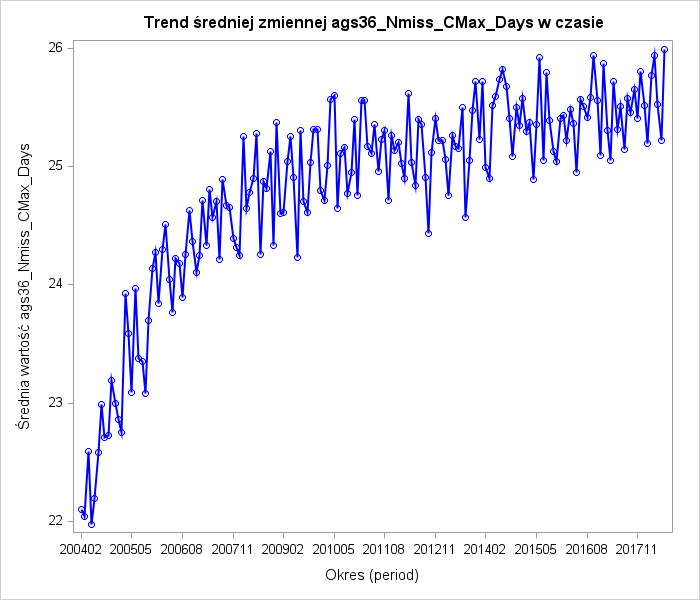 Trend średniej zmiennej ags36_Nmiss_CMax_Days w czasie
Średnia wartość ags36_Nmiss_CMax_Days
26
25
24
23
22
200402 200505 200608 200711 200902 201005 201108 201211 201402 201505 201608 201711
Okres (period)